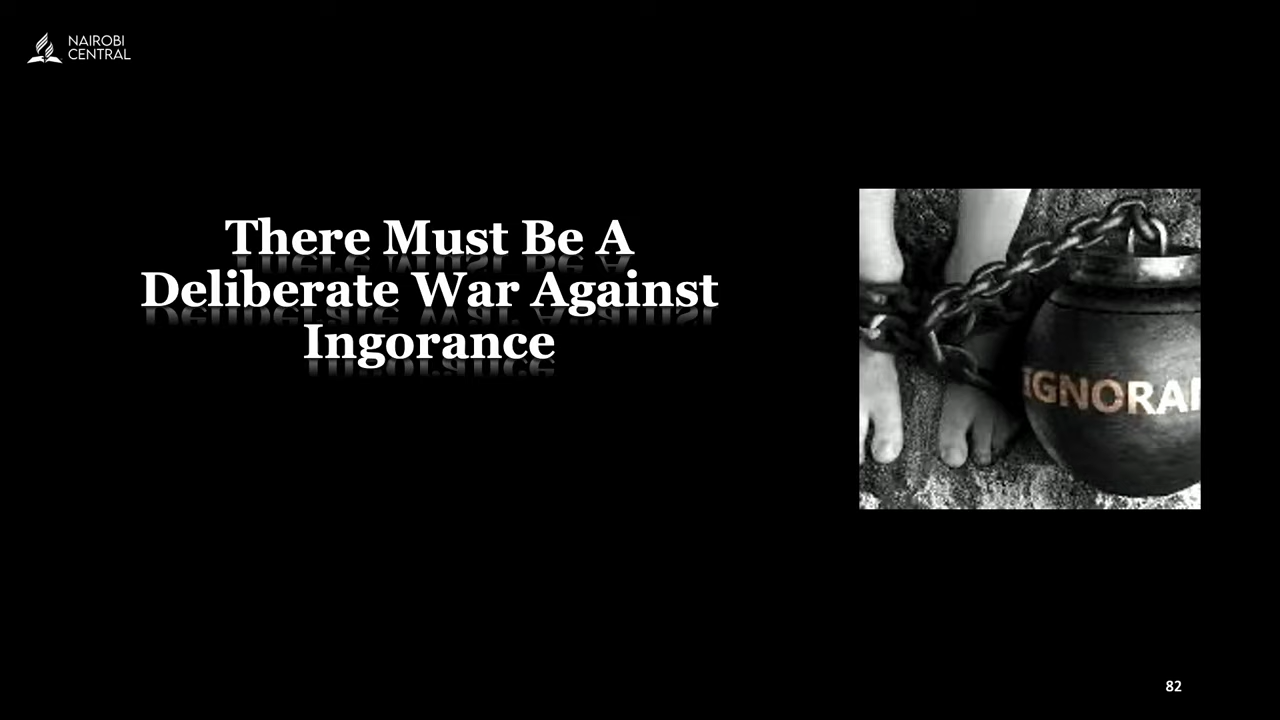 NAIROBI
CENTRAL
There Must Be A
Deliberate War Against
Ingorance
IGNORA
82